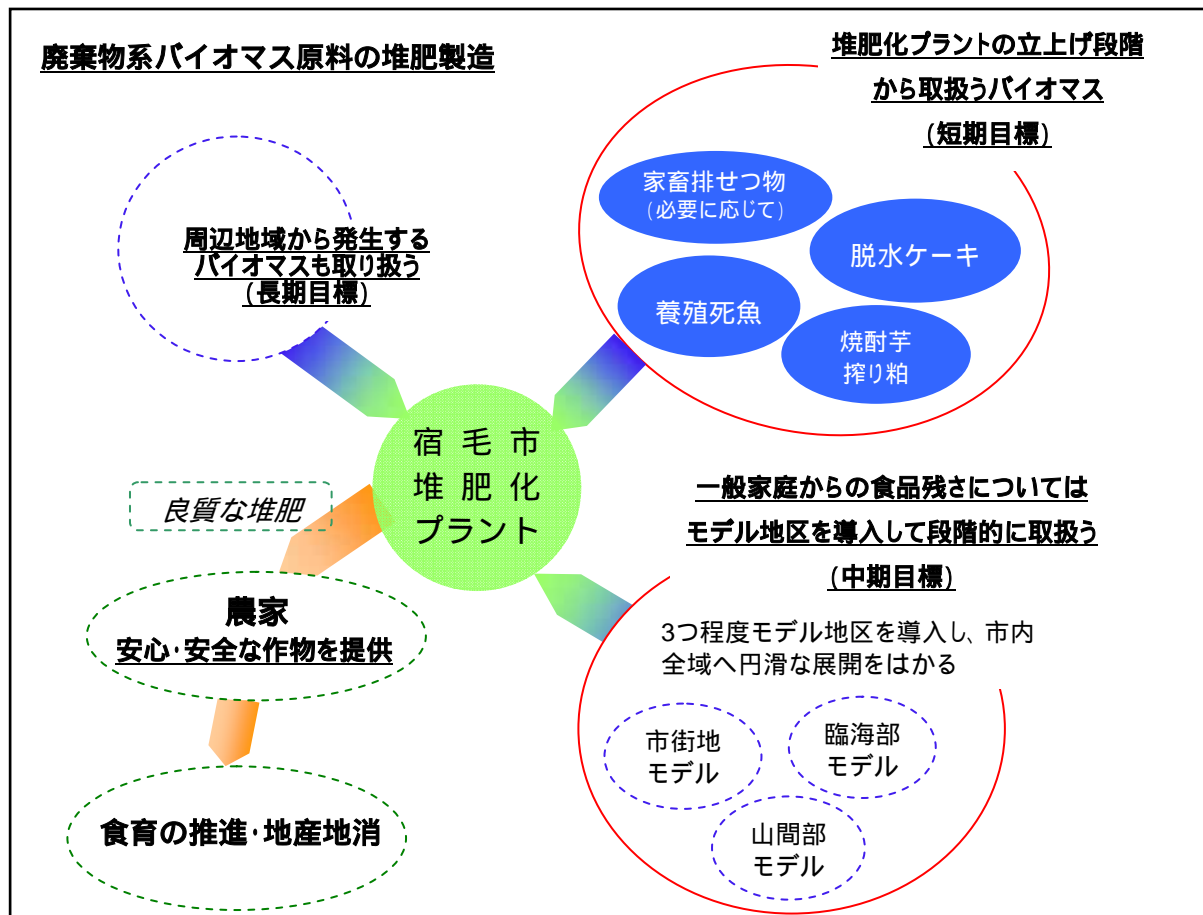 廃棄物系バイオマス原料の堆肥製造
堆肥化プラントの立上げ段階
から取扱うバイオマス
(短期目標)
家畜排せつ物
(必要に応じて)
脱水ケーキ
養殖死魚
焼酎芋
搾り粕
周辺地域から発生する
バイオマスも取り扱う
(長期目標)
宿毛市
堆肥化
プラント
良質な堆肥
農家
安心・安全な作物を提供
食育の推進・地産地消
一般家庭からの食品残さについては
モデル地区を導入して段階的に取扱う
(中期目標)
3つ程度モデル地区を導入し、市内
全域へ円滑な展開をはかる
市街地
モデル
臨海部
モデル
山間部
モデル